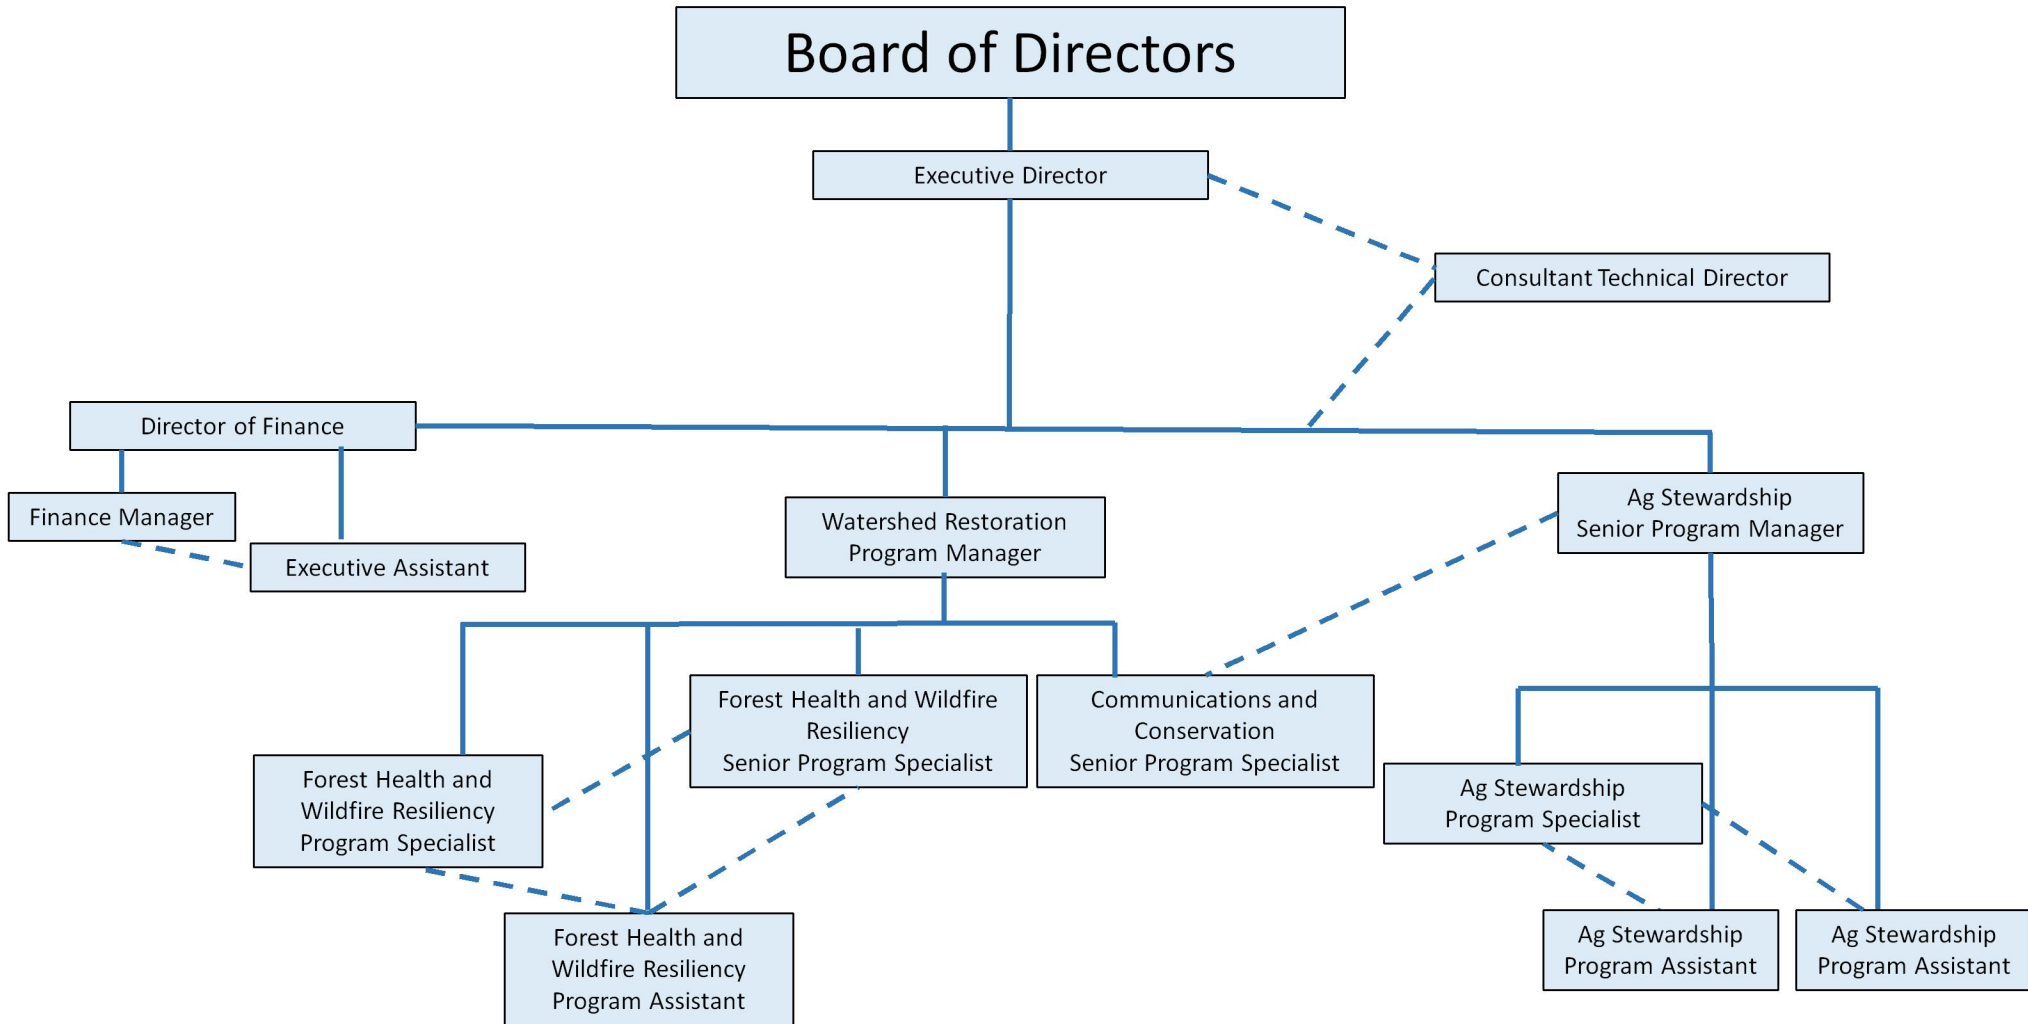 Board of Directors
Executive Director
Consultant Technical Director
Director of Finance
Finance Manager
Executive Assistant
Watershed Restoration
Program Manager
Ag Stewardship
Senior Program Manager
Forest Health and Wildfire
Resiliency
Senior Program Specialist
Communications and
Conservation
Senior Program Specialist
Forest Health and
Wildfire Resiliency
Program Specialist
Ag Stewardship
Program Specialist
Forest Health and
Wildfire Resiliency
Program Assistant
Ag Stewardship
Program Assistant
Ag Stewardship
Program Assistant